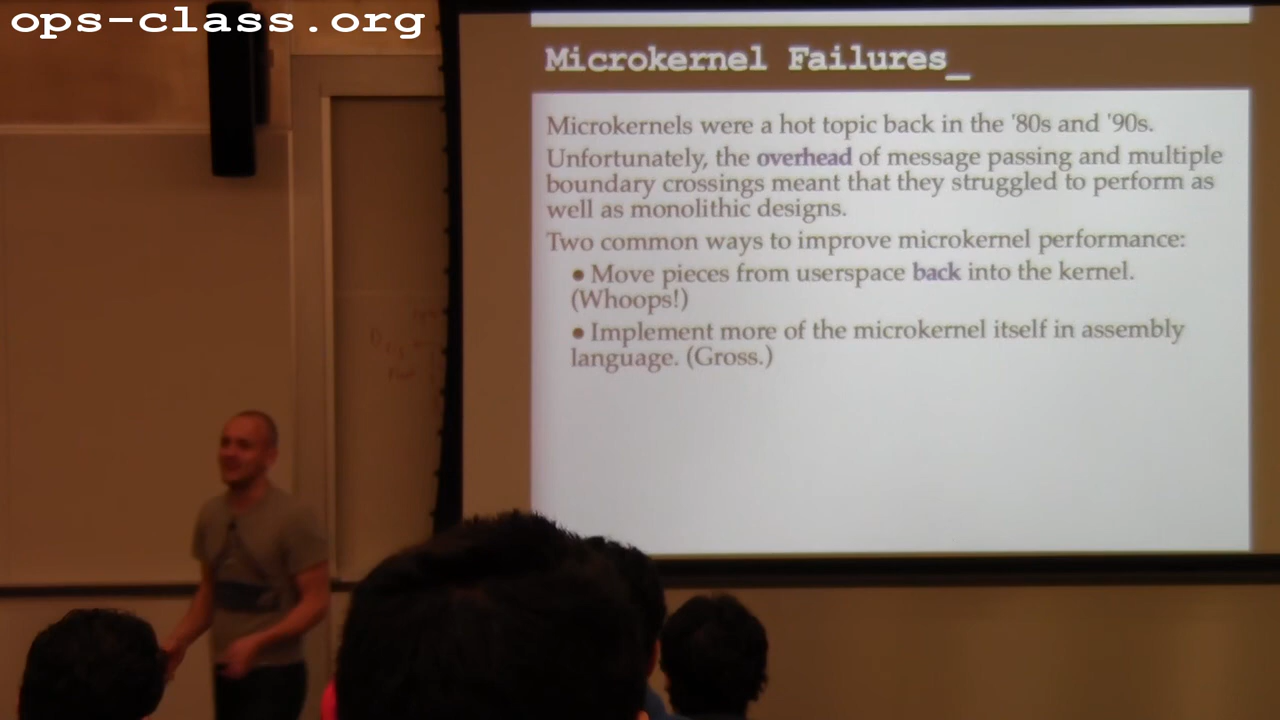 ops-class.org
Microkernel Failures_
Microkernels were a hot topic back in the '80s and '90s.
Unfortunately, the overhead of message passing and multiple
boundary crossings meant that they struggled to perform as
well as monolithic designs.
Two common ways to improve microkernel performance:
• Move pieces from userspace back into the kernel.
(Whoops!)
• Implement more of the microkernel itself in assembly
language. (Gross.)